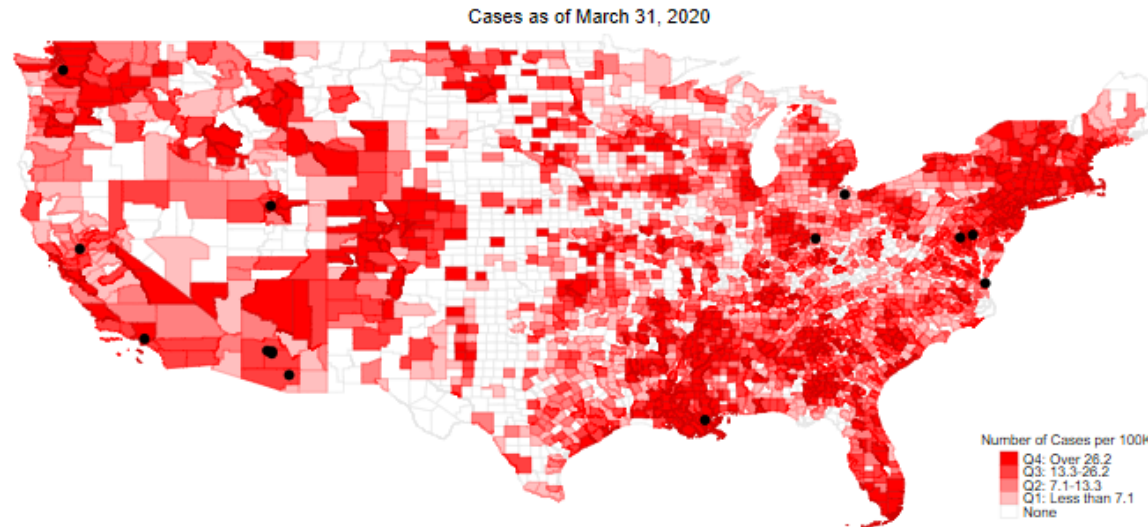 Cases as of March 31, 2020
Number of Cases per 100K
Q4: Over 26.2
Q3: 13.3-26.2
Q2: 7.1-13.3
Q1: Less than 7.1
None